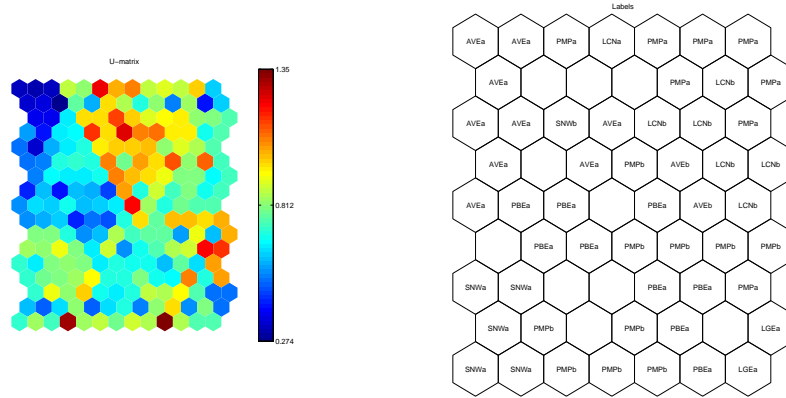 U-matrix
1.35
0.812
0.274
Labels
AVEa AVEa PMPa LCNa PMPa PMPa PMPa
AVEa PMPa LCNb PMPa
AVEa AVEa SNWb AVEa LCNb LCNb PMPa
AVEa AVEa PMPb AVEb LCNb LCNb
AVEa PBEa PBEa PBEa AVEb LCNb
PBEa PBEa PMPb PMPb PMPb PMPb
SNWa SNWa PBEa PBEa PMPa
SNWa PMPb PMPb PBEa LGEa
SNWa SNWa PMPb PMPb PMPb PBEa LGEa